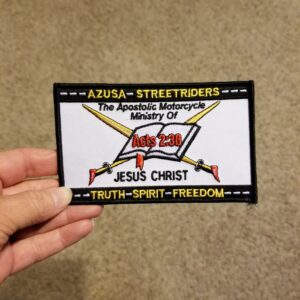 AZUSA STREETRIDERS
The Apostolic Motorcycle
Ministry Of
Acts 2:38
JESUS CHRIST
TRUTH-SPIRIT-FREEDOM